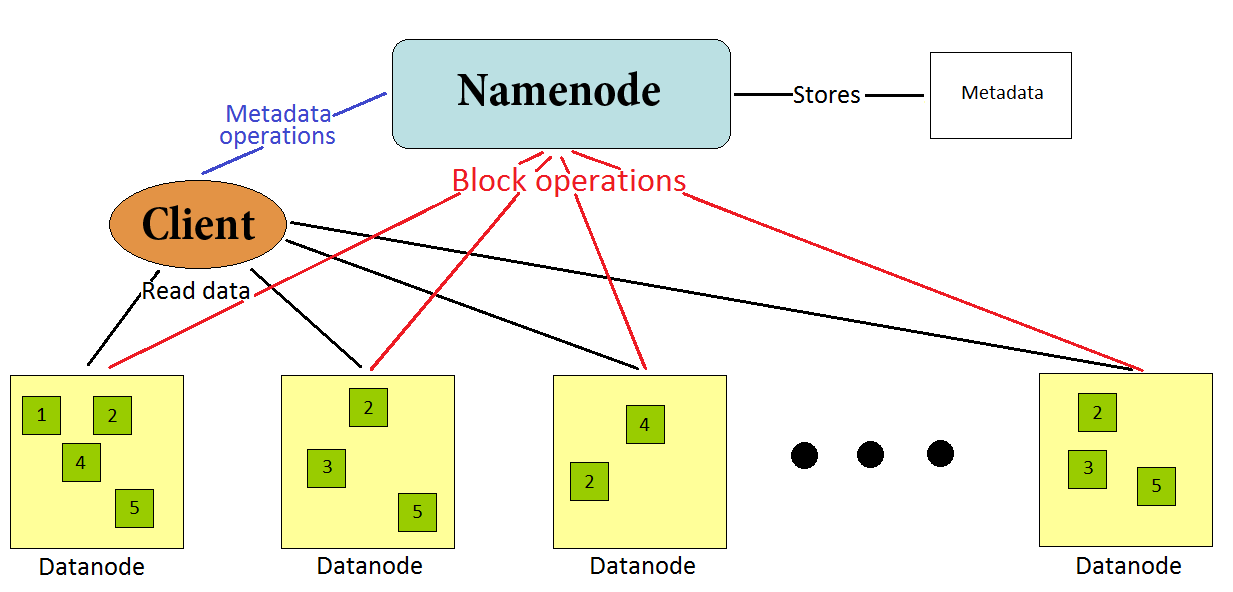 Namenode
Stores
Metadata
Metadata
operations
Block operations
Client
Read data
1
2
4
5
2
3
5
4
2
2
3
5
Datanode
Datanode
Datanode
Datanode